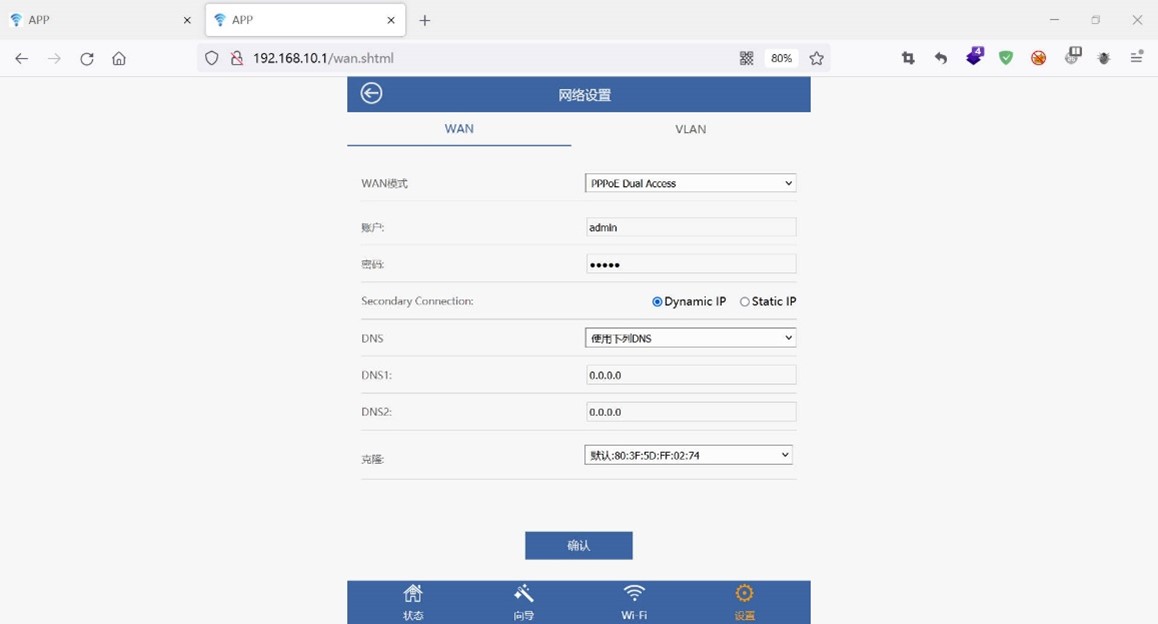 APP
APP
192.168.10.1/wan.shtml
80%
4
网络设置
WAN
VLAN
WAN模式
PPPoE Dual Access
账户:
admin
密码:
●●●●●
Secondary Connection:
Dynamic IP
Static IP
DNS
使用下列DNS
DNS1:
0.0.0.0
DNS2:
0.0.0.0
克隆:
默认:80:3F:5D:FF:02:74
确认
状态
向导
Wi-Fi
设置